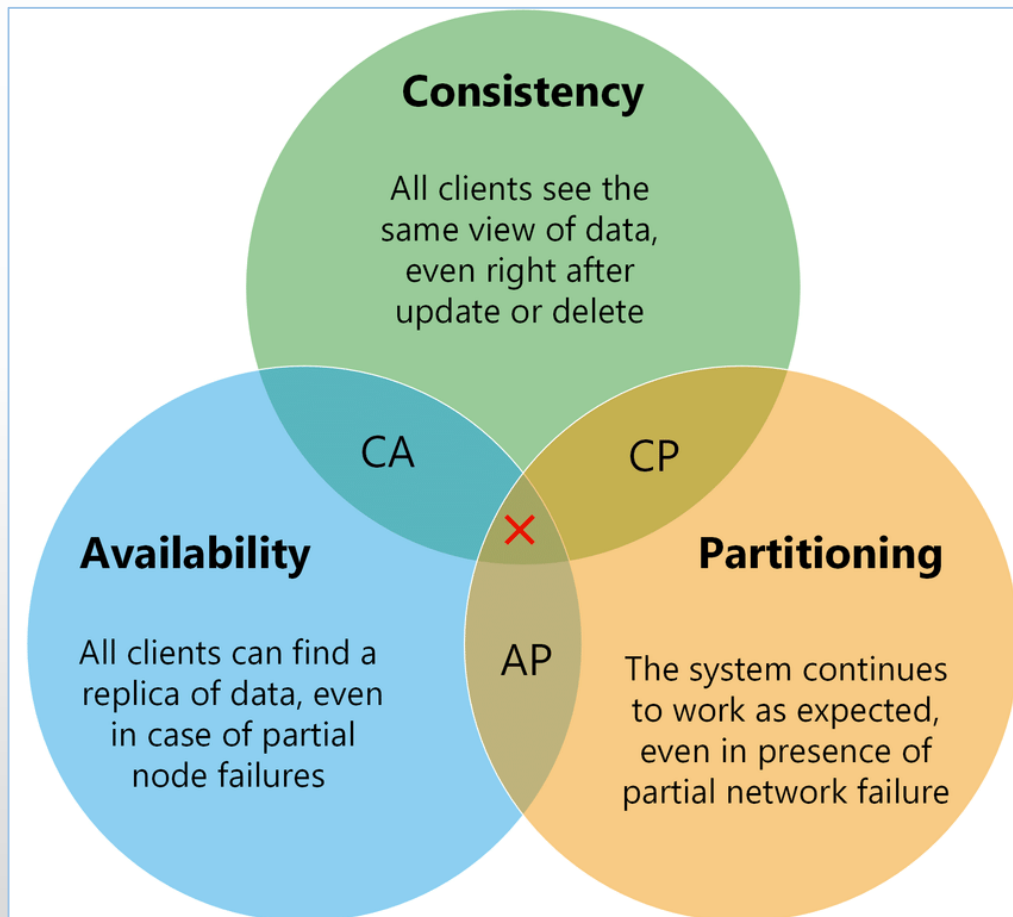 Consistency
All clients see the
same view of data,
even right after
update or delete
CA
CP
×
Availability
All clients can find a
replica of data, even
in case of partial
node failures
AP
Partitioning
The system continues
to work as expected,
even in presence of
partial network failure